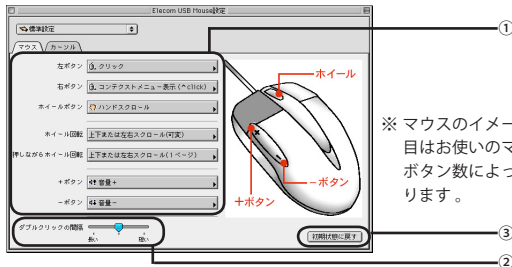 Elecom USB Mouse設定
標準設定
マウス
カーソル
左ボタン
クリック
右ボタン
コンテクストメニュー表示(^click)
ホイールボタン
ハンドスクロール
ホイール回転
上下または左右スクロール(可変)
押しながらホイール回転
上下または左右スクロール(1ページ)
+ボタン
音量+
-ボタン
音量-
ダブルクリックの間隔
長い
短い
初期状態に戻す
ホイール
-ボタン
+ボタン
①
※ マウスのイメー
目はお使いのマ
ボタン数によっ
ります。
③
②